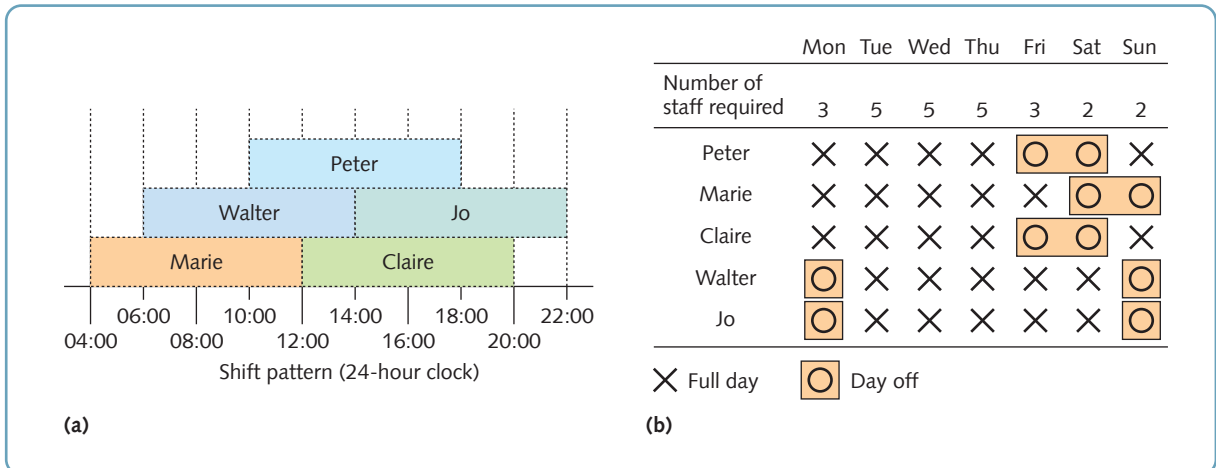 Peter
Walter Jo
Marie Claire
06:00 10:00 14:00 18:00 22:00
04:00 08:00 12:00 16:00 20:00
Shift pattern (24-hour clock)
(a)
Mon Tue Wed Thu Fri Sat Sun
Number of
staff required 3 5 5 5 3 2 2
Peter X X X X O O X
Marie X X X X X O O
Claire X X X X O O X
Walter O X X X X X O
Jo O X X X X X O
X Full day O Day off
(b)